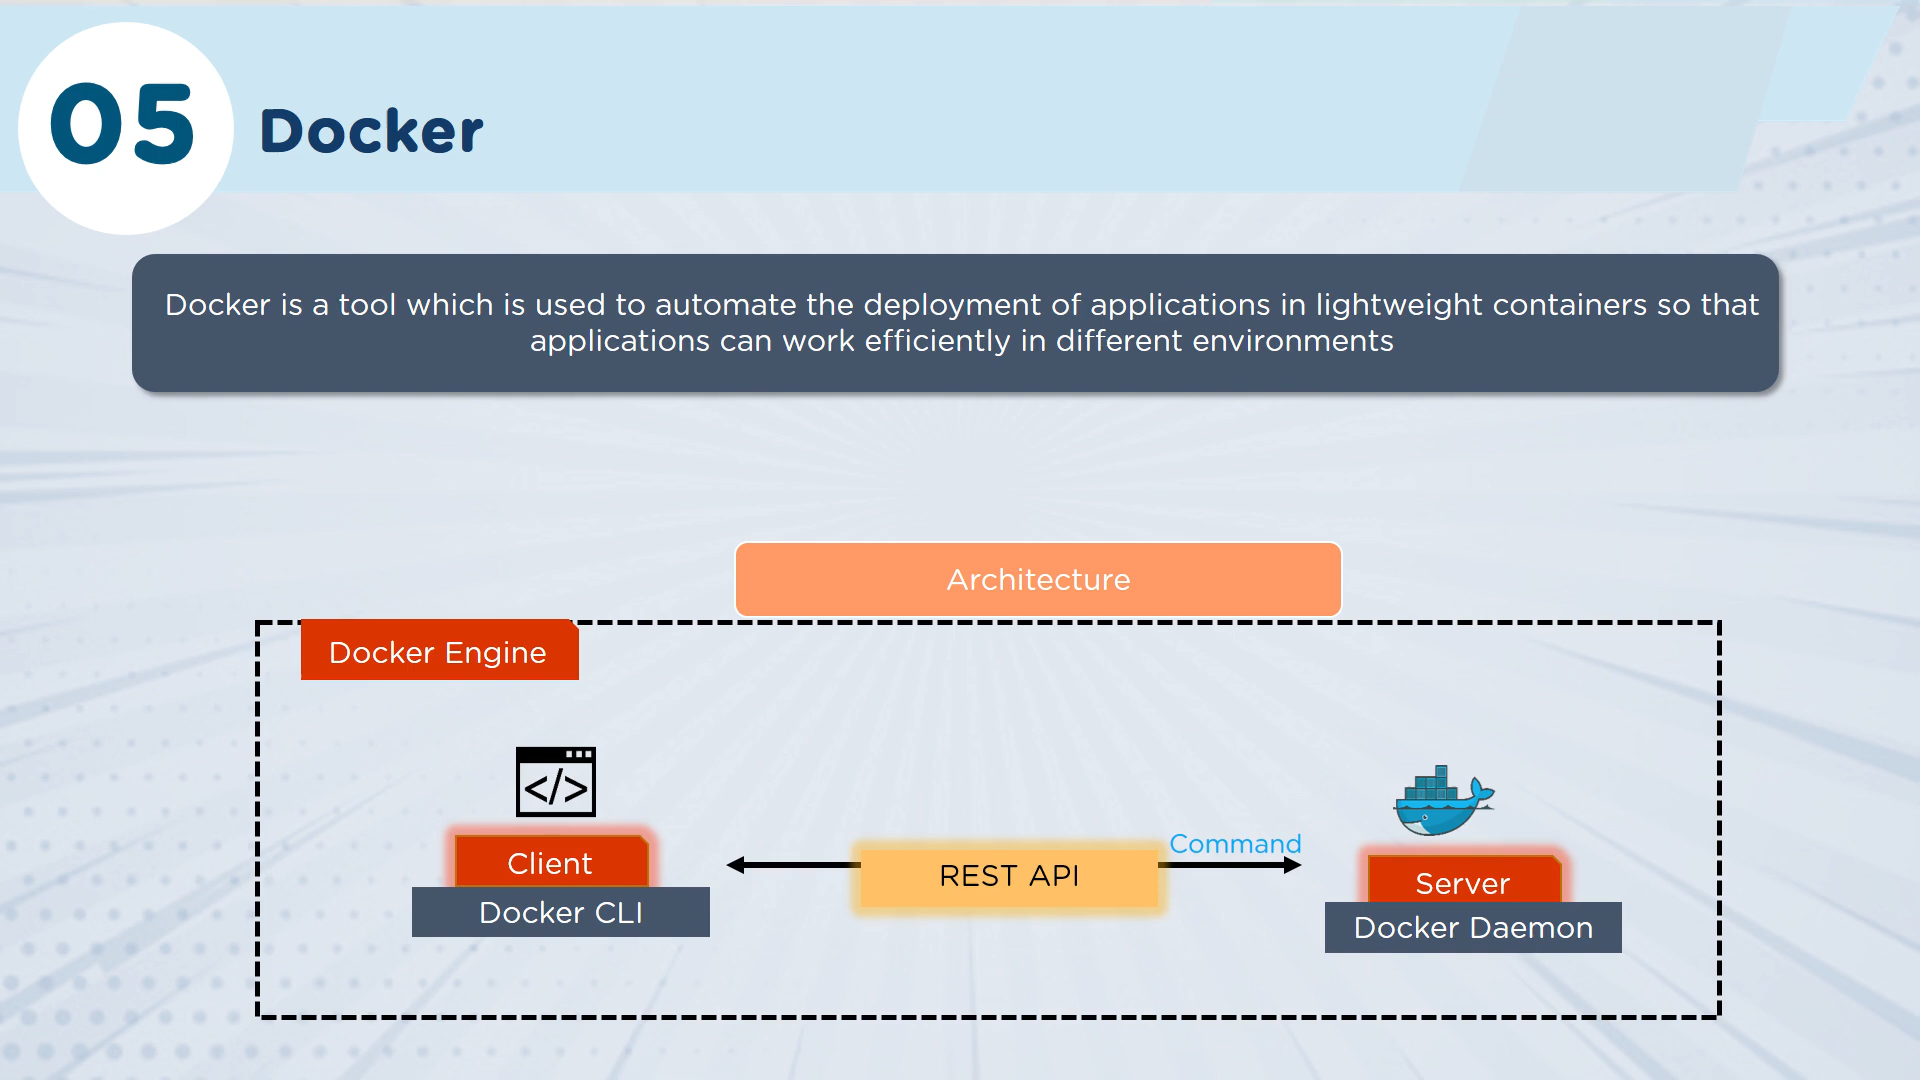 05
Docker
Docker is a tool which is used to automate the deployment of applications in lightweight containers so that
applications can work efficiently in different environments
Architecture
Docker Engine
</>
Client
Docker CLI
REST API
Command
Server
Docker Daemon